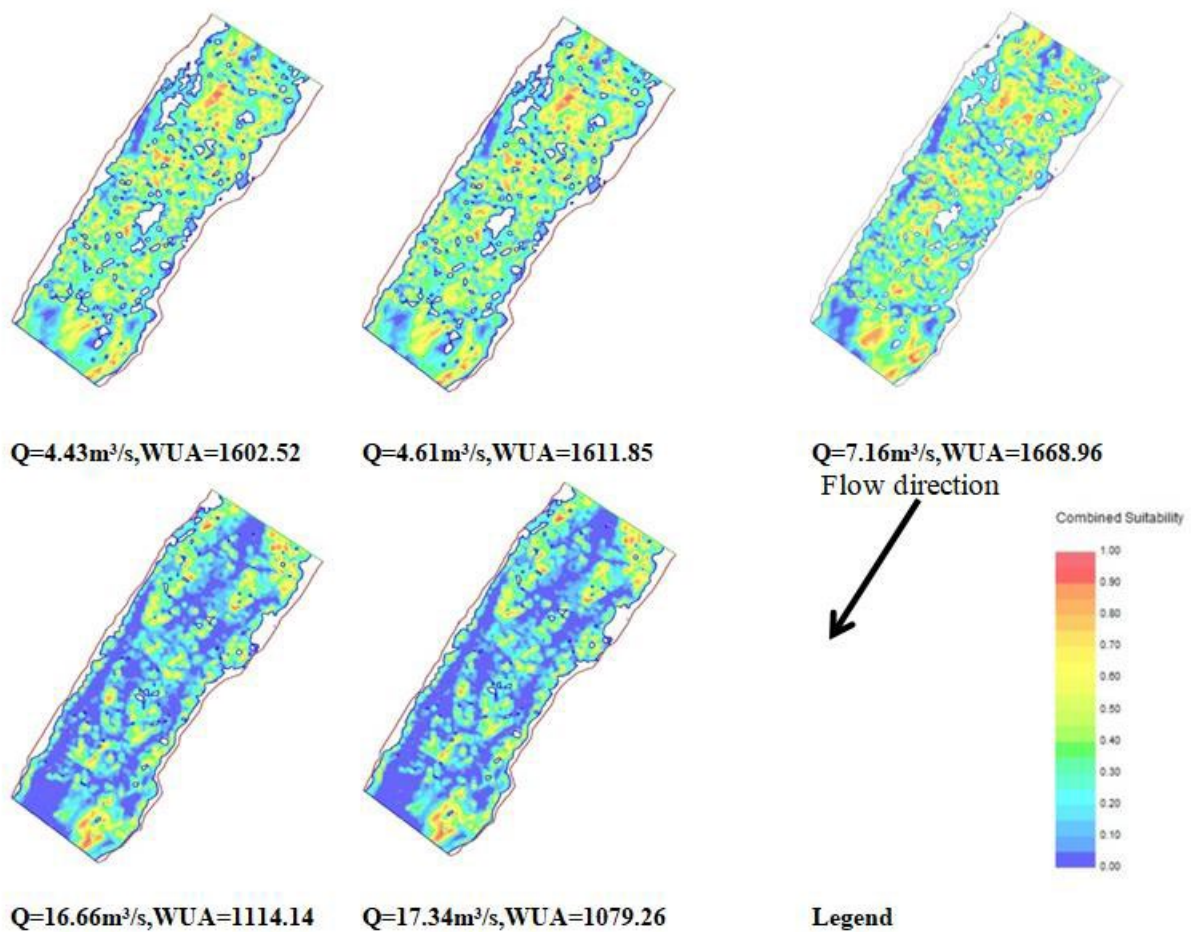 Q=4.43m³/s,WUA=1602.52
Q=4.61m³/s,WUA=1611.85
Q=7.16m³/s,WUA=1668.96
Flow direction
Combined Suitability
1.00
0.90
0.80
0.70
0.60
0.50
0.40
0.30
0.20
0.10
0.00
Q=16.66m³/s,WUA=1114.14
Q=17.34m³/s,WUA=1079.26
Legend